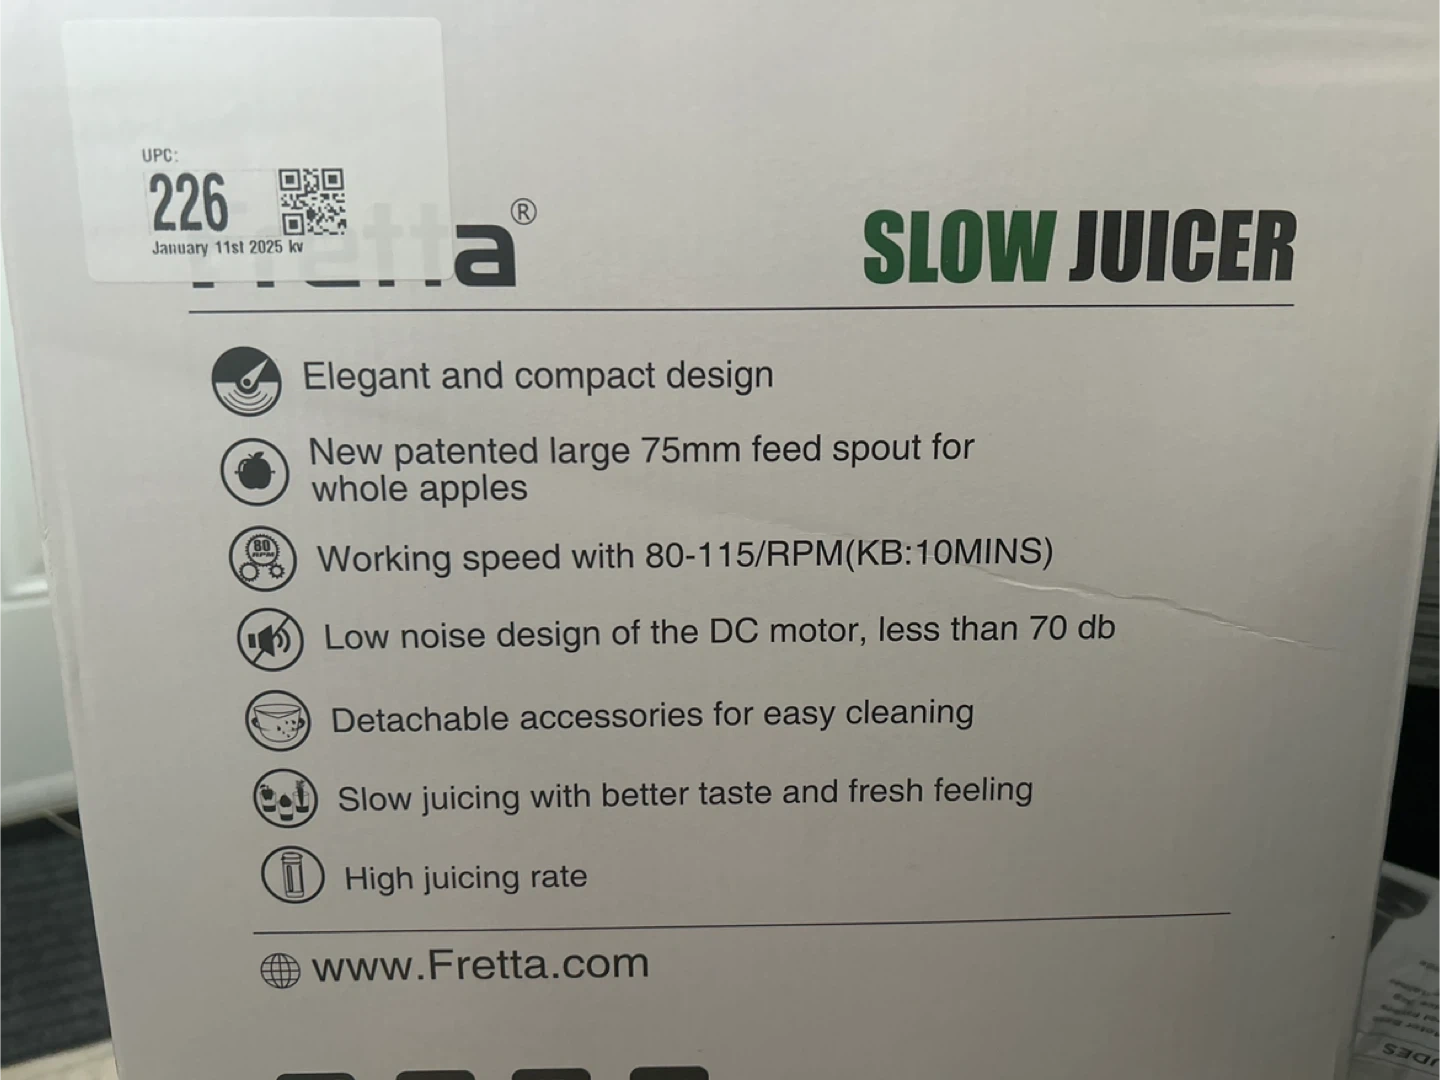 UPC:
226
January 11st 2025 kv
Fretta®
SLOW JUICER
Elegant and compact design
New patented large 75mm feed spout for
whole apples
80
RPM
Working speed with 80-115/RPM(KB:10MINS)
Low noise design of the DC motor, less than 70 db
Detachable accessories for easy cleaning
Slow juicing with better taste and fresh feeling
High juicing rate
www.Fretta.com